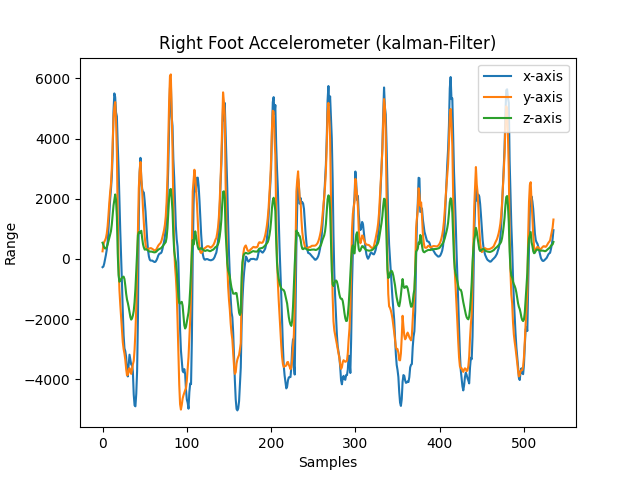 Right Foot Accelerometer (kalman-Filter)
x-axis
y-axis
z-axis
6000
4000
2000
0
−2000
−4000
Range
0 100 200 300 400 500
Samples